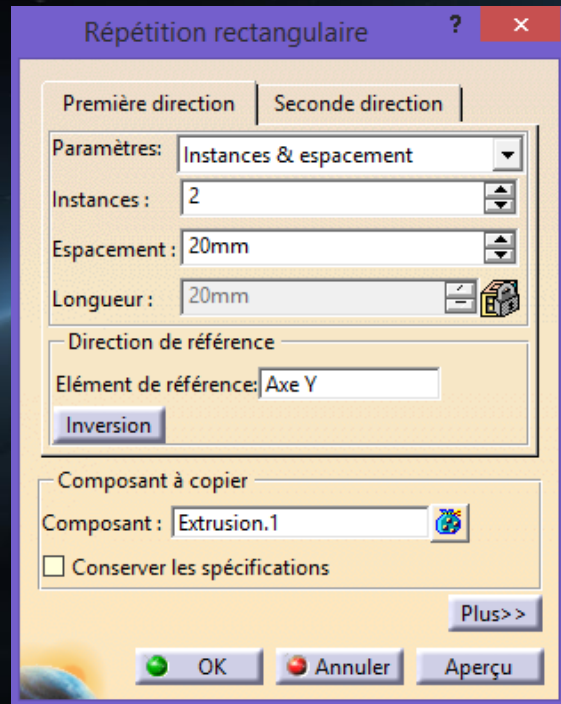 Répétition rectangulaire ? ×
Première direction Seconde direction
Paramètres: Instances & espacement
Instances : 2
Espacement : 20mm
Longueur : 20mm
Direction de référence
Elément de référence: Axe Y
Inversion
Composant à copier
Composant : Extrusion.1
Conserver les spécifications
Plus>>
OK Annuler Aperçu